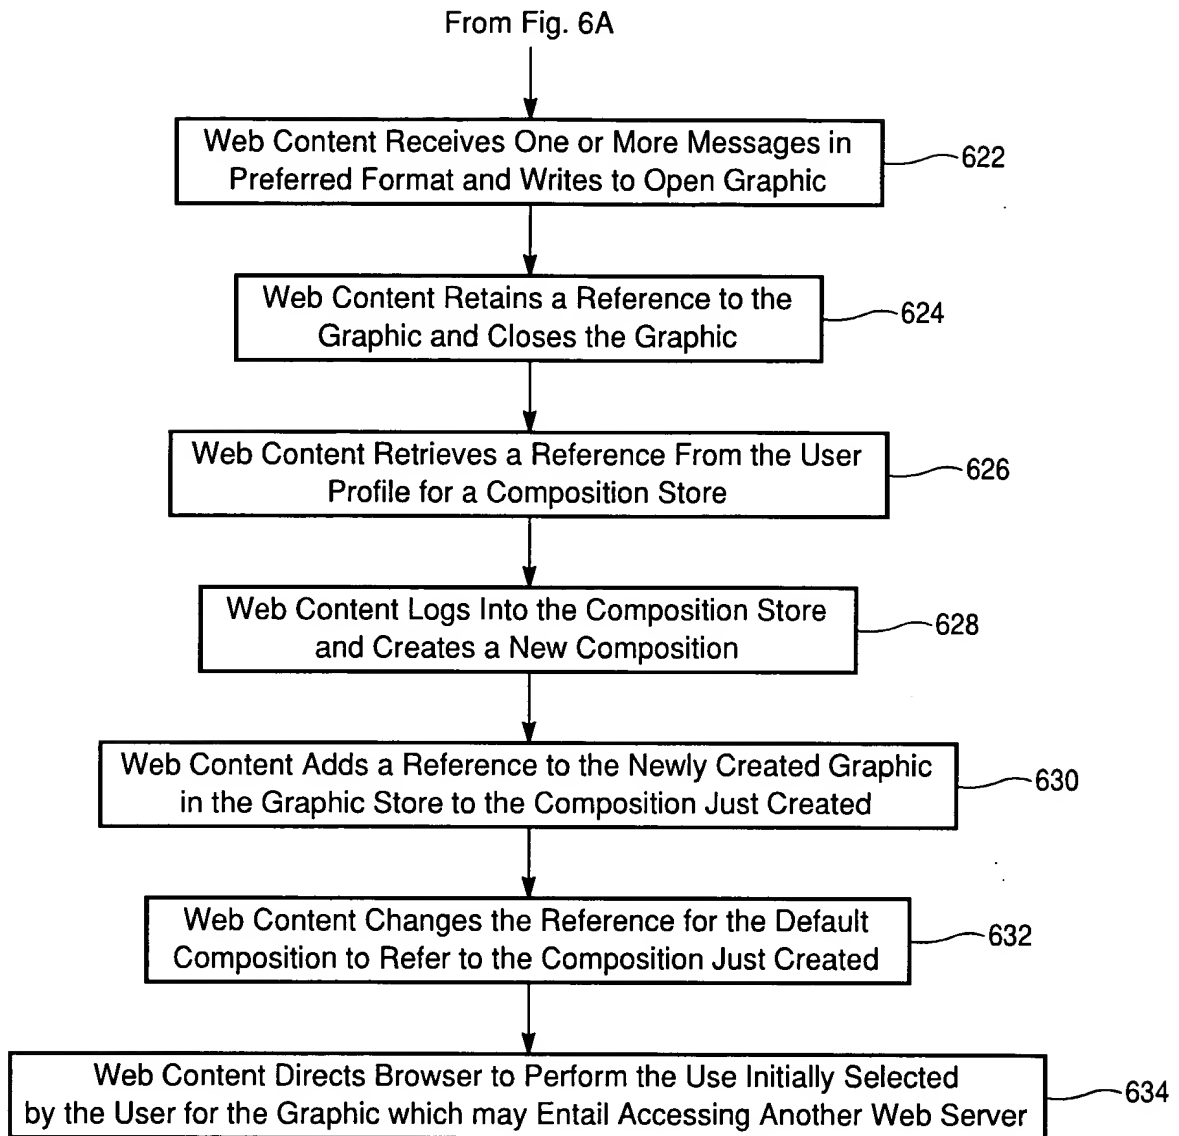 From Fig. 6A
Web Content Receives One or More Messages in
Preferred Format and Writes to Open Graphic
622
Web Content Retains a Reference to the
Graphic and Closes the Graphic
624
Web Content Retrieves a Reference From the User
Profile for a Composition Store
626
Web Content Logs Into the Composition Store
and Creates a New Composition
628
Web Content Adds a Reference to the Newly Created Graphic
in the Graphic Store to the Composition Just Created
630
Web Content Changes the Reference for the Default
Composition to Refer to the Composition Just Created
632
Web Content Directs Browser to Perform the Use Initially Selected
by the User for the Graphic which may Entail Accessing Another Web Server
634